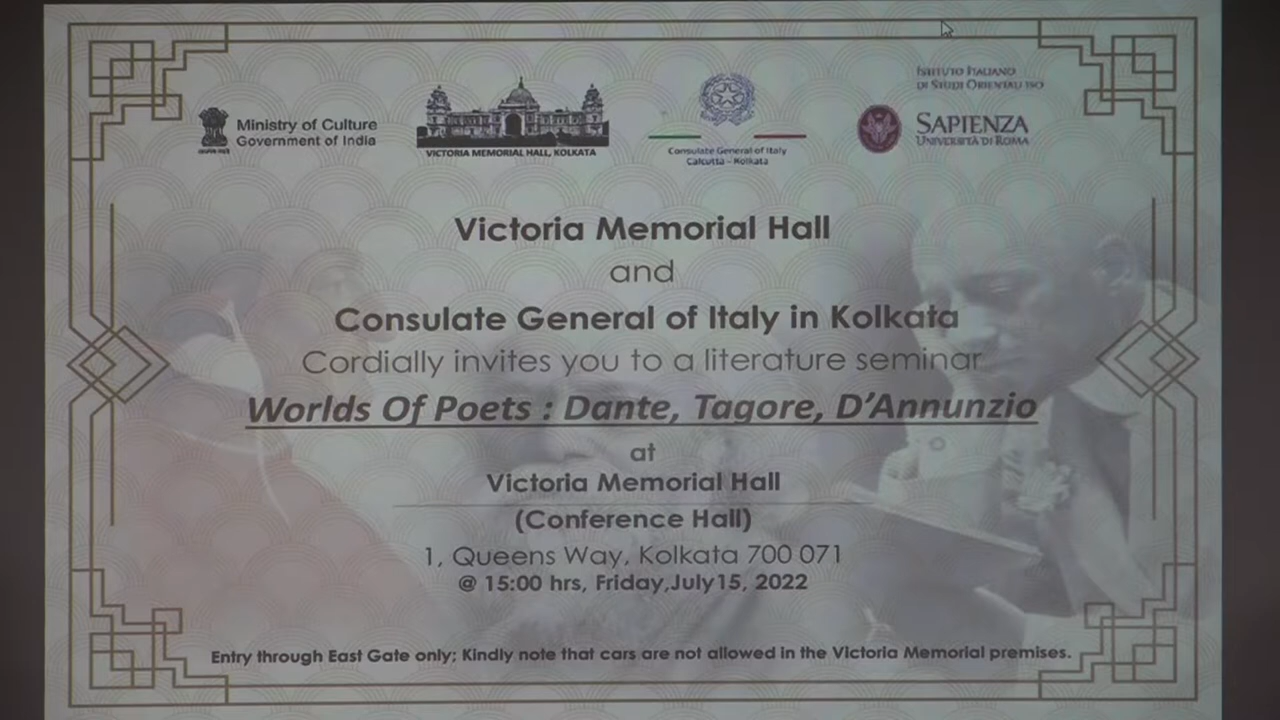 Ministry of Culture
Government of India
VICTORIA MEMORIAL HALL, KOLKATA
Consulate General of Italy
Calcutta - Kolkata
ISTITUTO ITALIANO
DI STUDI ORIENTALI ISO
SAPIENZA
UNIVERSITÀ DI ROMA
Victoria Memorial Hall
and
Consulate General of Italy in Kolkata
Cordially invites you to a literature seminar
Worlds Of Poets : Dante, Tagore, D'Annunzio
at
Victoria Memorial Hall
(Conference Hall)
1, Queens Way, Kolkata 700 071
@ 15:00 hrs, Friday,July15, 2022
Entry through East Gate only; Kindly note that cars are not allowed in the Victoria Memorial premises.